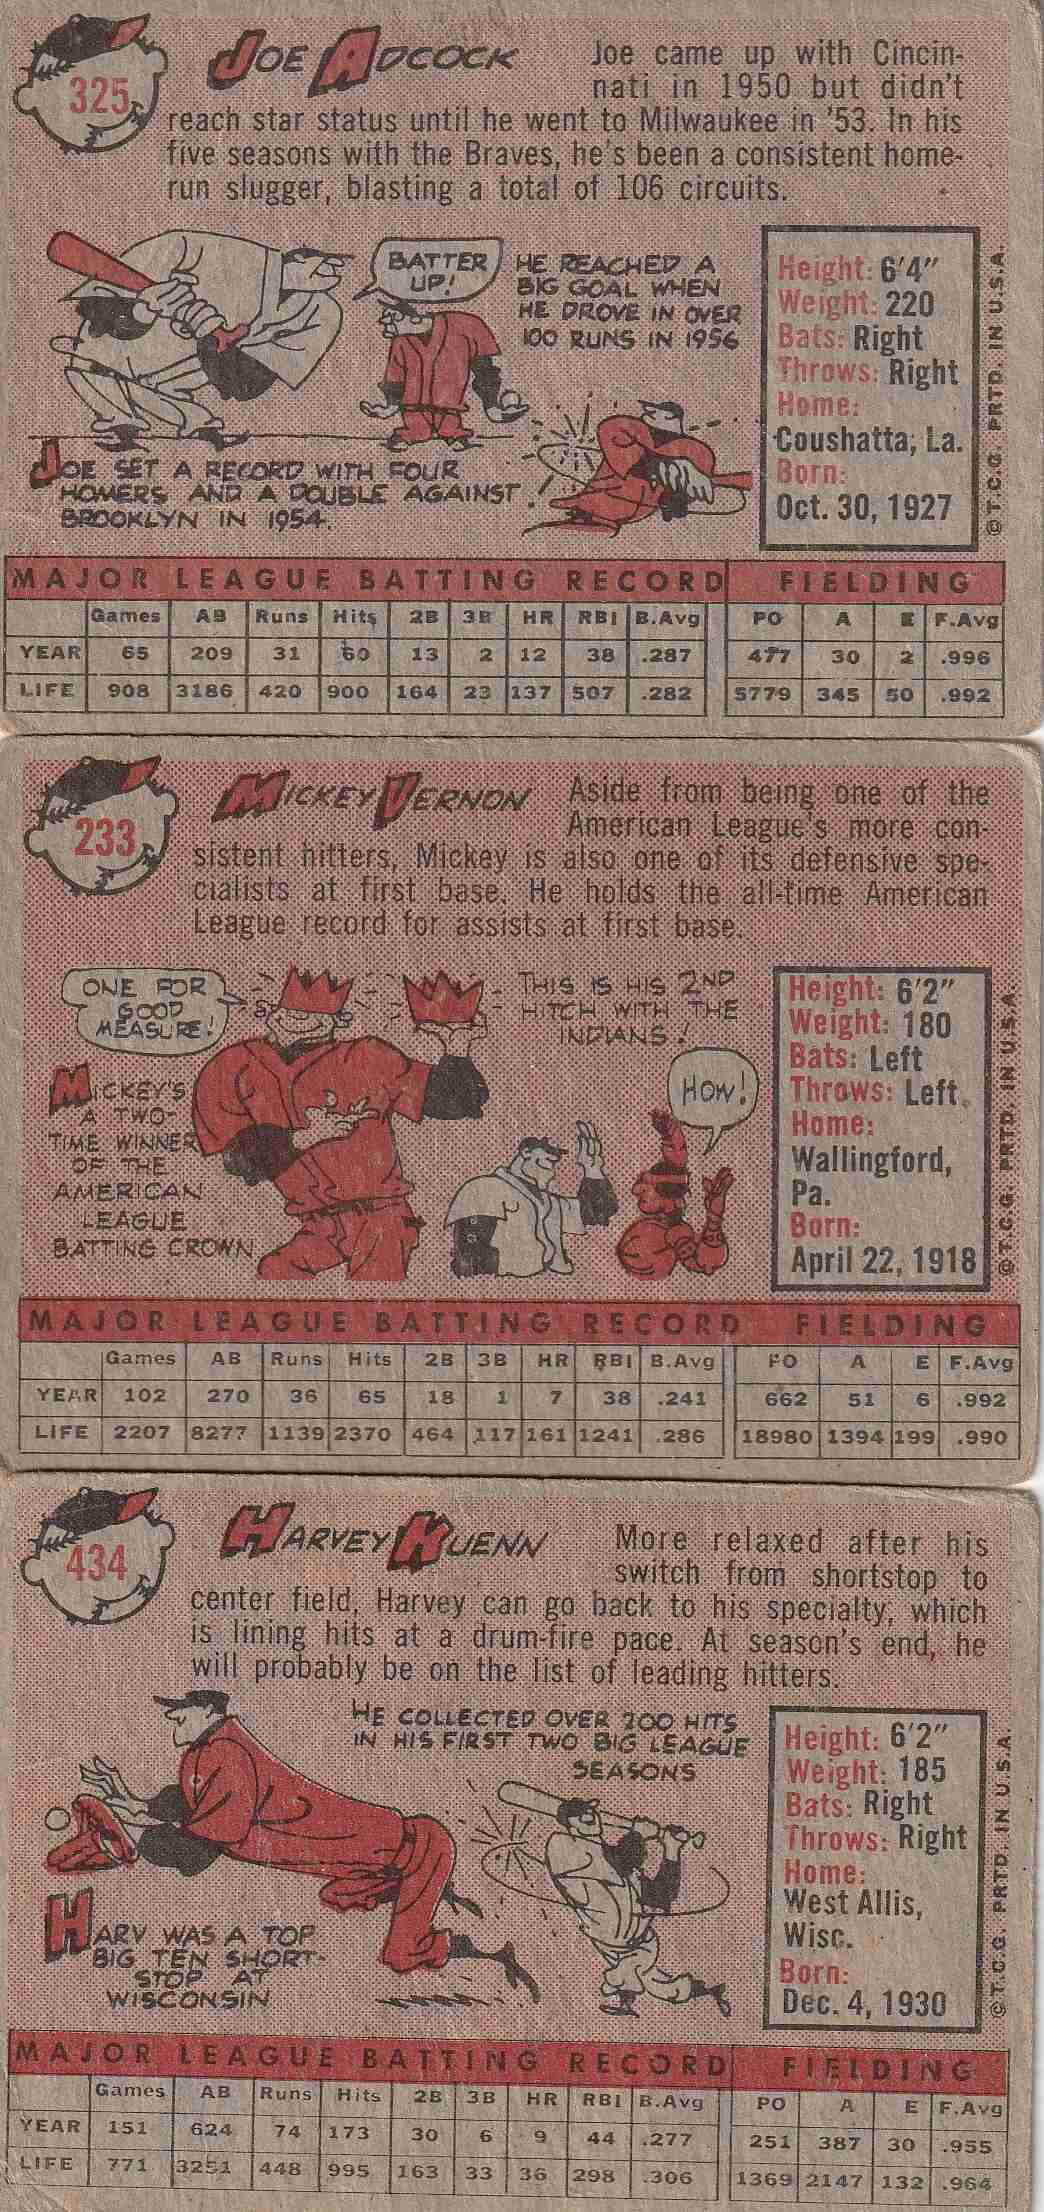 325
JOE ADCOCK
Joe came up with Cincin-
nati in 1950 but didn't
reach star status until he went to Milwaukee in '53. In his
five seasons with the Braves, he's been a consistent home-
run slugger, blasting a total of 106 circuits.
BATTER
UP!
HE REACHED A
BIG GOAL WHEN
HE DROVE IN OVER
100 RUNS IN 1956
JOE SET A RECORD WITH FOUR
HOMERS AND A DOUBLE AGAINST
BROOKLYN IN 1954.
Height: 6'4"
Weight: 220
Bats: Right
Throws: Right
Home:
Coushatta, La.
Born:
Oct. 30, 1927
©T.C.G. PRTD. IN U.S.A.
MAJOR LEAGUE BATTING RECORD FIELDING
Games AB Runs Hits 2B 3B HR RBI B.Avg PO A E F.Avg
YEAR 65 209 31 60 13 2 12 38 .287 477 30 2 .996
LIFE 908 3186 420 900 164 23 137 507 .282 5779 345 50 .992
233
MICKEY VERNON
Aside from being one of the
American League's more con-
sistent hitters, Mickey is also one of its defensive spe-
cialists at first base. He holds the all-time American
League record for assists at first base.
ONE FOR
GOOD
MEASURE!
THIS IS HIS 2ND
HITCH WITH THE
INDIANS!
HOW!
MICKEY'S
A TWO-
TIME WINNER
OF THE
AMERICAN
LEAGUE
BATTING CROWN
Height: 6'2"
Weight: 180
Bats: Left
Throws: Left
Home:
Wallingford,
Pa.
Born:
April 22, 1918
©T.C.G. PRTD. IN U.S.A.
MAJOR LEAGUE BATTING RECORD FIELDING
Games AB Runs Hits 2B 3B HR RBI B.Avg PO A E F.Avg
YEAR 102 270 36 65 18 1 7 38 .241 662 51 6 .992
LIFE 2207 8277 1139 2370 464 117 161 1241 .286 18980 1394 199 .990
434
HARVEY KUENN
More relaxed after his
switch from shortstop to
center field, Harvey can go back to his specialty, which
is lining hits at a drum-fire pace. At season's end, he
will probably be on the list of leading hitters.
HE COLLECTED OVER 200 HITS
IN HIS FIRST TWO BIG LEAGUE
SEASONS
HARV WAS A TOP
BIG TEN SHORT-
STOP AT
WISCONSIN
Height: 6'2"
Weight: 185
Bats: Right
Throws: Right
Home:
West Allis,
Wisc.
Born:
Dec. 4, 1930
©T.C.G. PRTD. IN U.S.A.
MAJOR LEAGUE BATTING RECORD FIELDING
Games AB Runs Hits 2B 3B HR RBI B.Avg PO A E F.Avg
YEAR 151 624 74 173 30 6 9 44 .277 251 387 30 .955
LIFE 771 3251 448 995 163 33 36 298 .306 1369 2147 132 .964